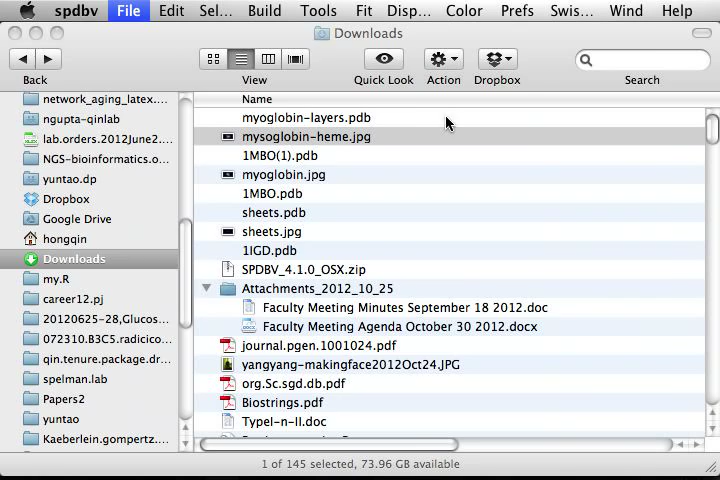 spdbv File Edit Sel... Build Tools Fit Disp... Color Prefs Swis... Wind Help
Downloads
Back View Quick Look Action Dropbox Search
Name
network_aging_latex....
ngupta-qinlab
lab.orders.2012June2....
NGS-bioinformatics.o...
yuntao.dp
Dropbox
Google Drive
hongqin
Downloads
my.R
career12.pj
20120625-28,Glucos...
072310.B3C5.radicico...
qin.tenure.package.dr...
spelman.lab
Papers2
yuntao
Kaeberlein.gompertz....
myoglobin-layers.pdb
mysoglobin-heme.jpg
1MBO(1).pdb
myoglobin.jpg
1MBO.pdb
sheets.pdb
sheets.jpg
1IGD.pdb
SPDBV_4.1.0_OSX.zip
Attachments_2012_10_25
Faculty Meeting Minutes September 18 2012.doc
Faculty Meeting Agenda October 30 2012.docx
journal.pgen.1001024.pdf
yangyang-makingface2012Oct24.JPG
org.Sc.sgd.db.pdf
Biostrings.pdf
TypeI-n-II.doc
1 of 145 selected, 73.96 GB available